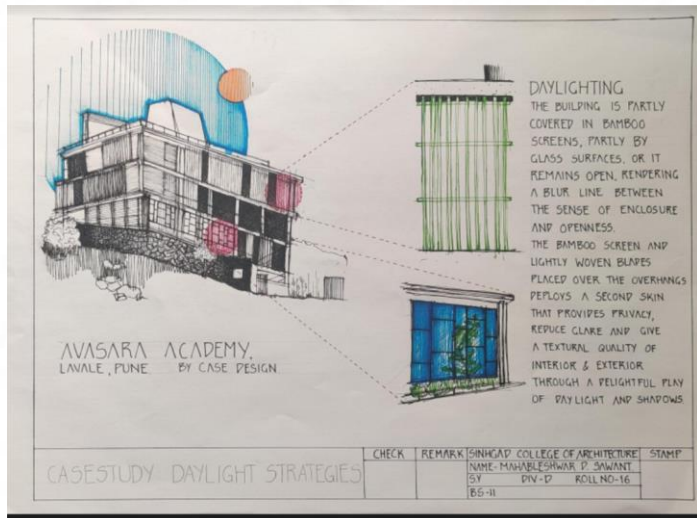 DAYLIGHTING
THE BUILDING IS PARTLY
COVERED IN BAMBOO
SCREENS, PARTLY BY
GLASS SURFACES, OR IT
REMAINS OPEN, RENDERING
A BLUR LINE BETWEEN
THE SENSE OF ENCLOSURE
AND OPENNESS.
THE BAMBOO SCREEN AND
LIGHTLY WOVEN BLADES
PLACED OVER THE OVERHANGS
DEPLOYS A SECOND SKIN
THAT PROVIDES PRIVACY,
REDUCE GLARE AND GIVE
A TEXTURAL QUALITY OF
INTERIOR & EXTERIOR
THROUGH A DELIGHTFUL PLAY
OF DAYLIGHT AND SHADOWS.
AVASARA ACADEMY,
LAVALE, PUNE. BY CASE DESIGN
CASESTUDY DAYLIGHT STRATEGIES
CHECK
REMARK
SINHGAD COLLEGE OF ARCHITECTURE
NAME- MAHABLESHWAR D. SAWANT.
SY DIV-D ROLL NO-16
BS-II
STAMP